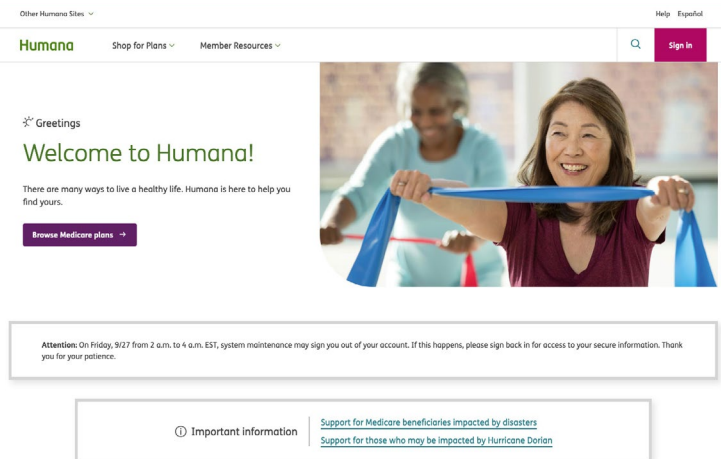 Other Humana Sites
Help Español
Humana
Shop for Plans
Member Resources
Sign in
Greetings
Welcome to Humana!
There are many ways to live a healthy life. Humana is here to help you
find yours.
Browse Medicare plans →
Attention: On Friday, 9/27 from 2 a.m. to 4 a.m. EST, system maintenance may sign you out of your account. If this happens, please sign back in for access to your secure information. Thank
you for your patience.
Important information
Support for Medicare beneficiaries impacted by disasters
Support for those who may be impacted by Hurricane Dorian